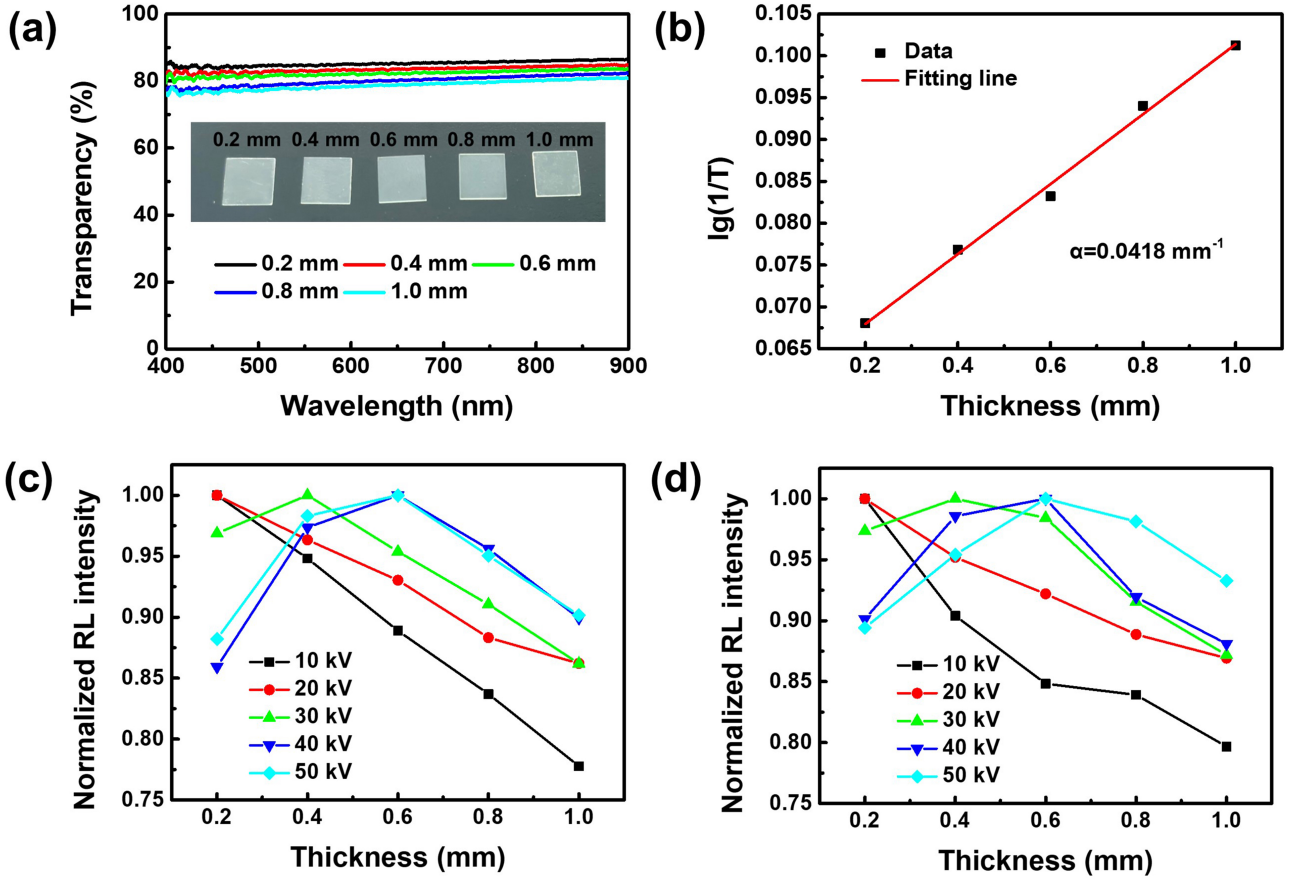 (a)
100
80
60
40
20
0
Transparency (%)
0.2 mm 0.4 mm 0.6 mm 0.8 mm 1.0 mm
0.2 mm 0.4 mm 0.6 mm
0.8 mm 1.0 mm
400 500 600 700 800 900
Wavelength (nm)
(b)
0.105
0.100
0.095
0.090
0.085
0.080
0.075
0.070
0.065
lg(1/T)
Data
Fitting line
α=0.0418 mm⁻¹
0.2 0.4 0.6 0.8 1.0
Thickness (mm)
(c)
1.00
0.95
0.90
0.85
0.80
0.75
Normalized RL intensity
10 kV
20 kV
30 kV
40 kV
50 kV
0.2 0.4 0.6 0.8 1.0
Thickness (mm)
(d)
1.00
0.95
0.90
0.85
0.80
0.75
Normalized RL intensity
10 kV
20 kV
30 kV
40 kV
50 kV
0.2 0.4 0.6 0.8 1.0
Thickness (mm)